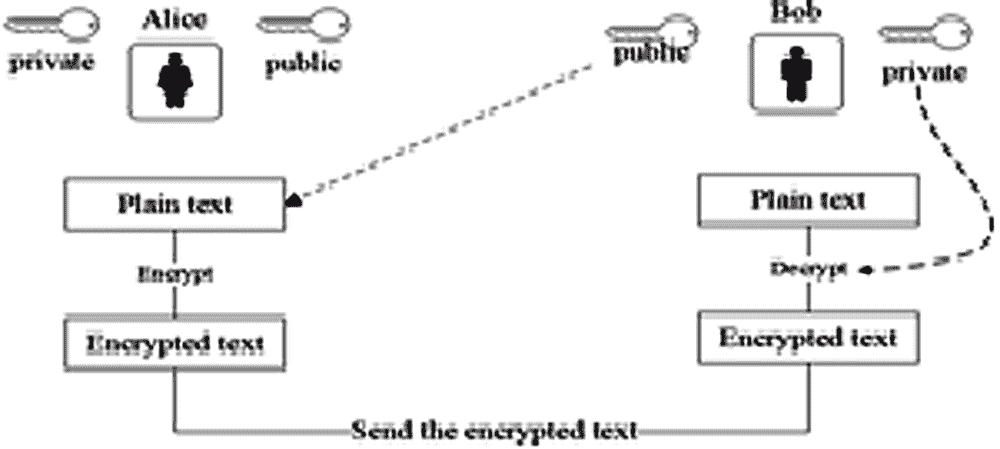 Alice
Bob
private
public
public
private
Plain text
Plain text
Encrypt
Decrypt
Encrypted text
Encrypted text
Send the encrypted text